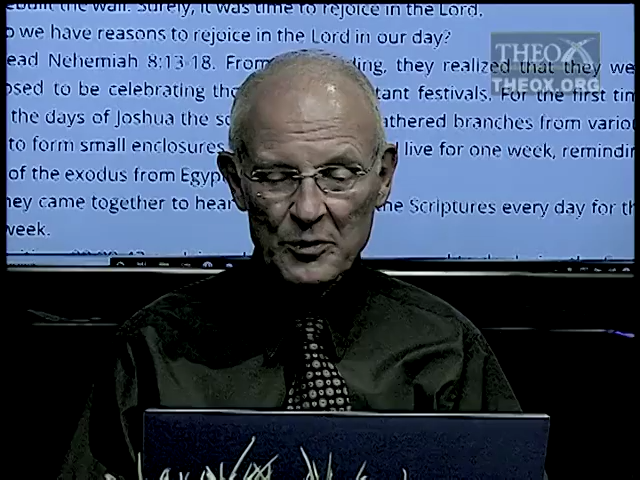 ebuilt the wall. Surely, it was time to rejoice in the Lord.
o we have reasons to rejoice in the Lord in our day?
ead Nehemiah 8:13-18. From ding, they realized that they we
osed to be celebrating the tant festivals. For the first tim
the days of Joshua the so athered branches from variou
to form small enclosures live for one week, remindin
of the exodus from Egyp
hey came together to hear the Scriptures every day for th
week.
THEOX
THEOX.ORG